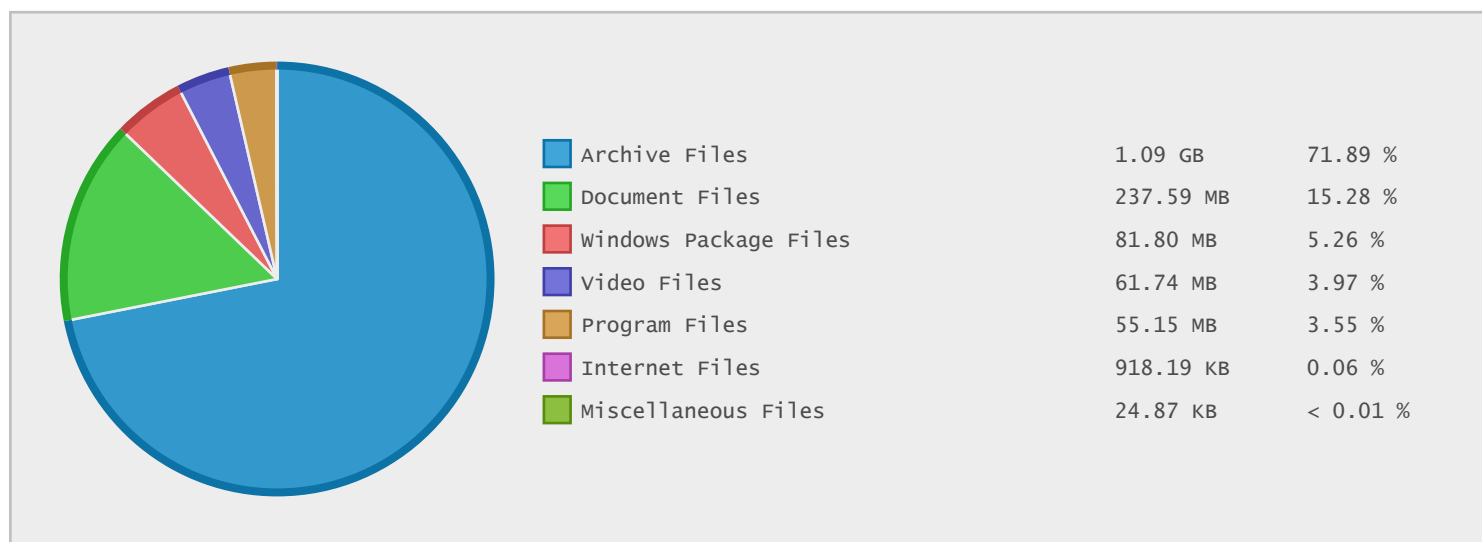 Archive Files 1.09 GB 71.89 %
Document Files 237.59 MB 15.28 %
Windows Package Files 81.80 MB 5.26 %
Video Files 61.74 MB 3.97 %
Program Files 55.15 MB 3.55 %
Internet Files 918.19 KB 0.06 %
Miscellaneous Files 24.87 KB < 0.01 %